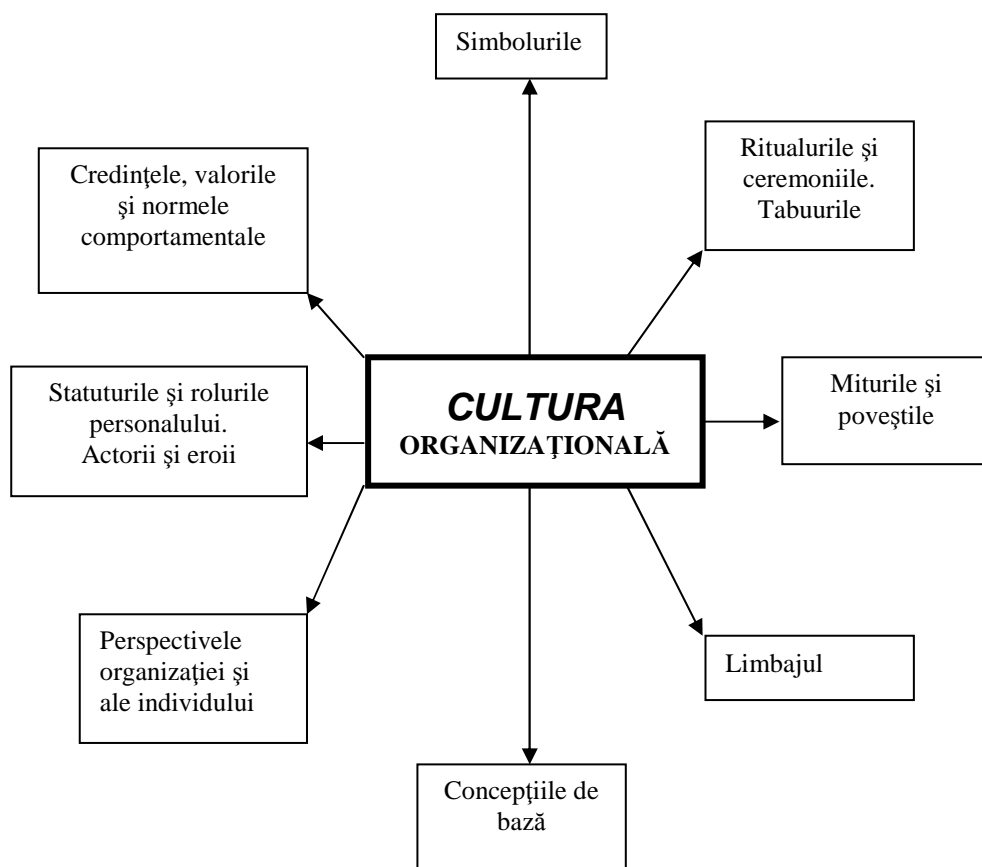 Simbolurile
Ritualurile şi
ceremoniile.
Tabuurile
Credinţele, valorile
şi normele
comportamentale
Statuturile şi rolurile
personalului.
Actorii şi eroii
CULTURA
ORGANIZAŢIONALĂ
Miturile şi
poveştile
Perspectivele
organizaţiei şi
ale individului
Limbajul
Concepţiile de
bază